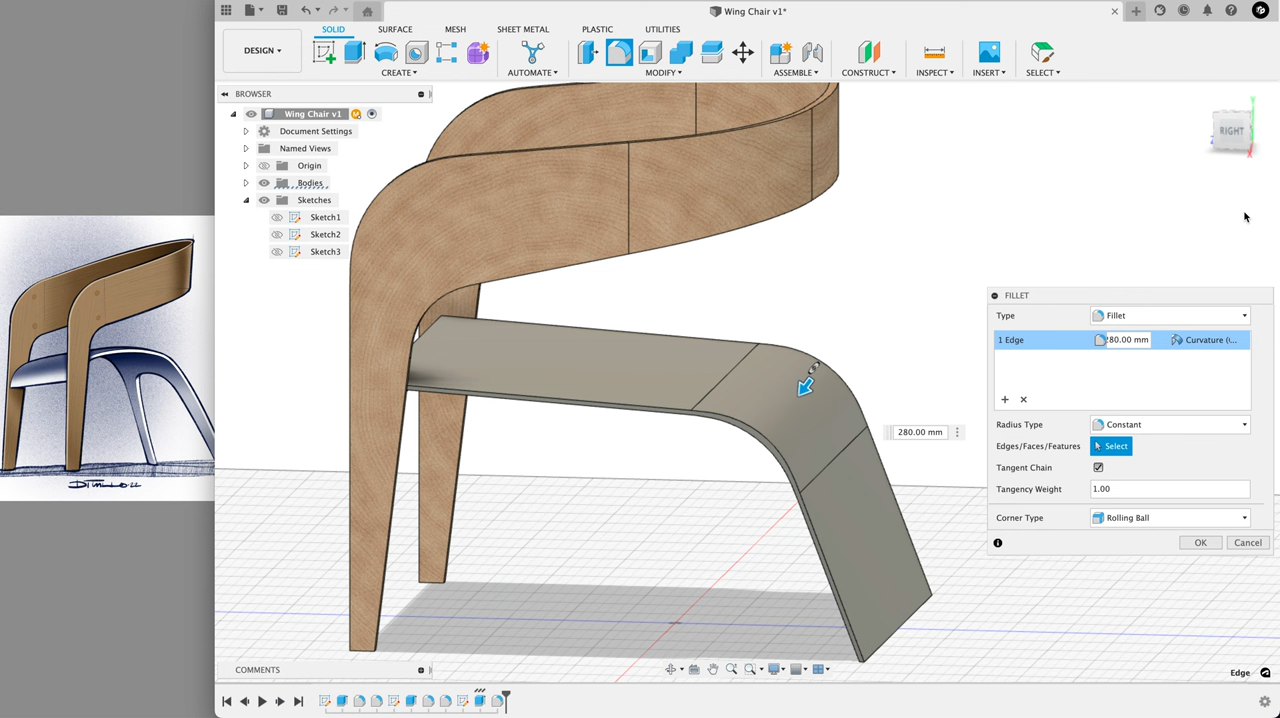 Wing Chair v1*
SOLID
SURFACE
MESH
SHEET METAL
PLASTIC
UTILITIES
DESIGN
CREATE
AUTOMATE
MODIFY
ASSEMBLE
CONSTRUCT
INSPECT
INSERT
SELECT
BROWSER
Wing Chair v1
Document Settings
Named Views
Origin
Bodies
Sketches
Sketch1
Sketch2
Sketch3
RIGHT
280.00 mm
FILLET
Type
Fillet
1 Edge
80.00 mm
Curvature (...
Radius Type
Constant
Edges/Faces/Features
Select
Tangent Chain
Tangency Weight
1.00
Corner Type
Rolling Ball
OK
Cancel
COMMENTS
Edge